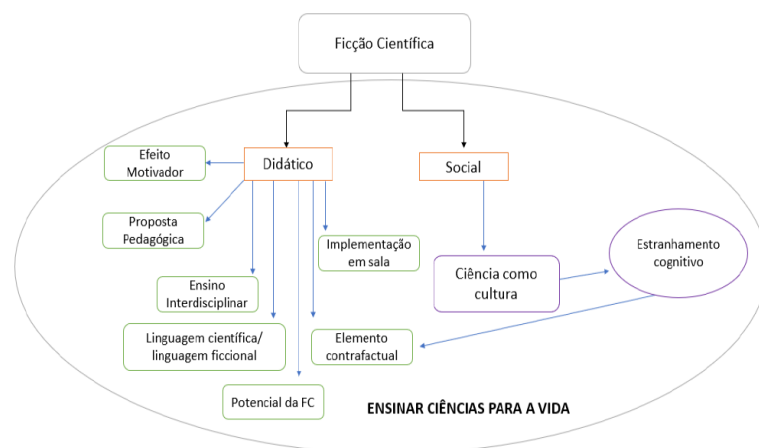 Ficção Científica
Didático
Social
Efeito
Motivador
Proposta
Pedagógica
Ensino
Interdisciplinar
Linguagem científica/
linguagem ficcional
Potencial da FC
Elemento
contrafactual
Implementação
em sala
Ciência como
cultura
Estranhamento
cognitivo
ENSINAR CIÊNCIAS PARA A VIDA